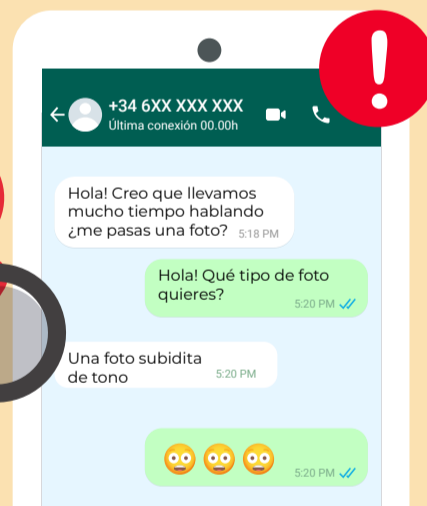 +34 6XX XXX XXX
Última conexión 00.00h
Hola! Creo que llevamos
mucho tiempo hablando
¿me pasas una foto? 5:18 PM
Hola! Qué tipo de foto
quieres?
5:20 PM
Una foto subidita
de tono 5:20 PM
😳 😳 😳 5:20 PM